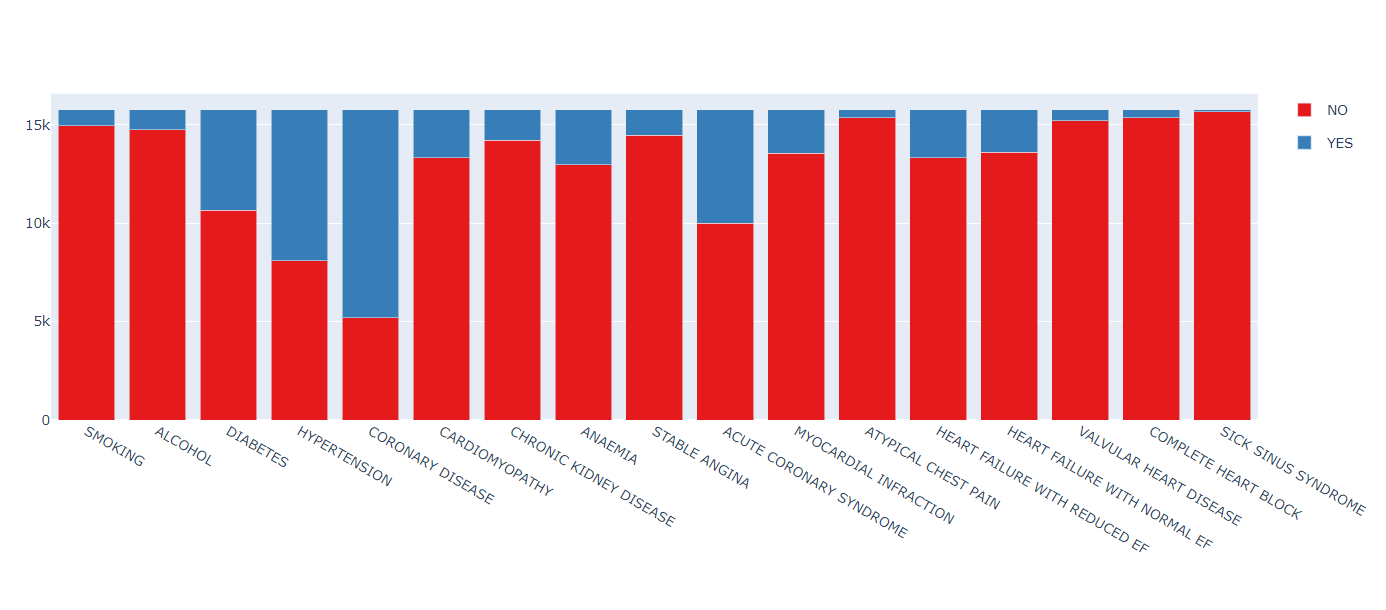 15k
10k
5k
0
SMOKING
ALCOHOL
DIABETES
HYPERTENSION
CORONARY DISEASE
CARDIOMYOPATHY
CHRONIC KIDNEY DISEASE
ANAEMIA
STABLE ANGINA
ACUTE CORONARY SYNDROME
MYOCARDIAL INFRACTION
ATYPICAL CHEST PAIN
HEART FAILURE WITH REDUCED EF
HEART FAILURE WITH NORMAL EF
VALVULAR HEART DISEASE
COMPLETE HEART BLOCK
SICK SINUS SYNDROME
NO
YES